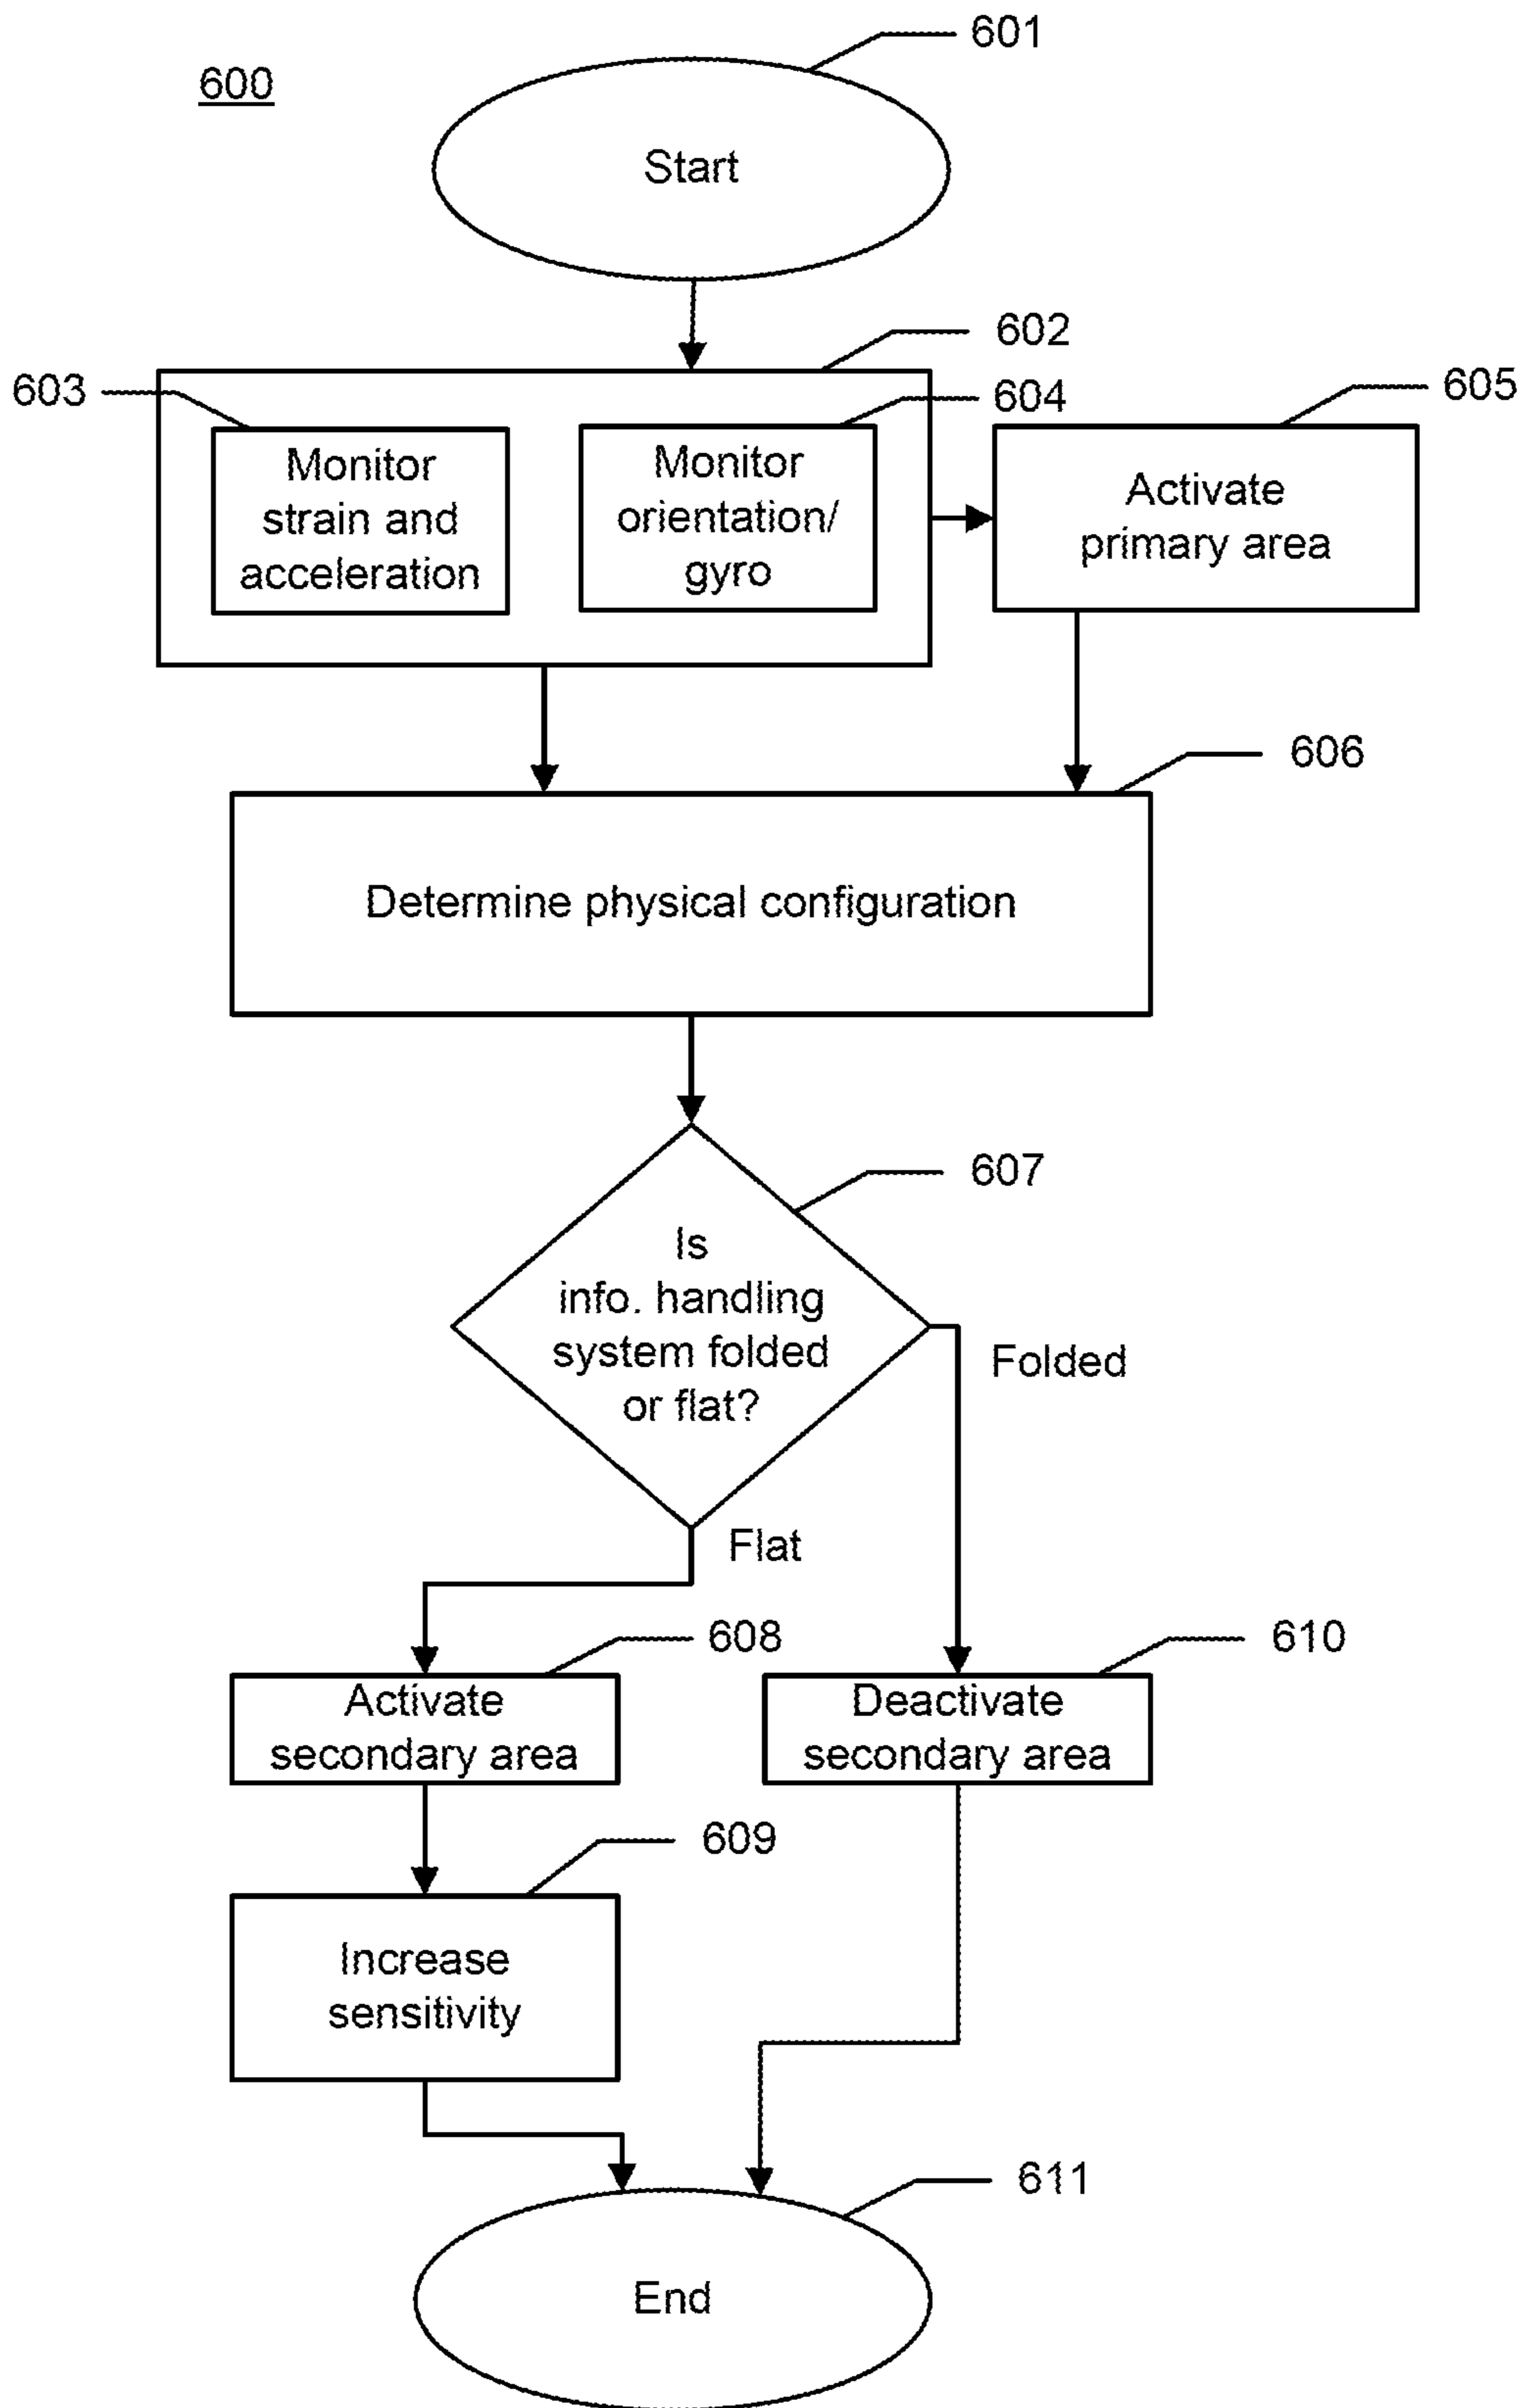 601
600
Start
602
603
604
605
Monitor
strain and
acceleration
Monitor
orientation/
gyro
Activate
primary area
606
Determine physical configuration
607
Is
info. handling
system folded
or flat?
Folded
Flat
608
610
Activate
secondary area
Deactivate
secondary area
609
Increase
sensitivity
611
End